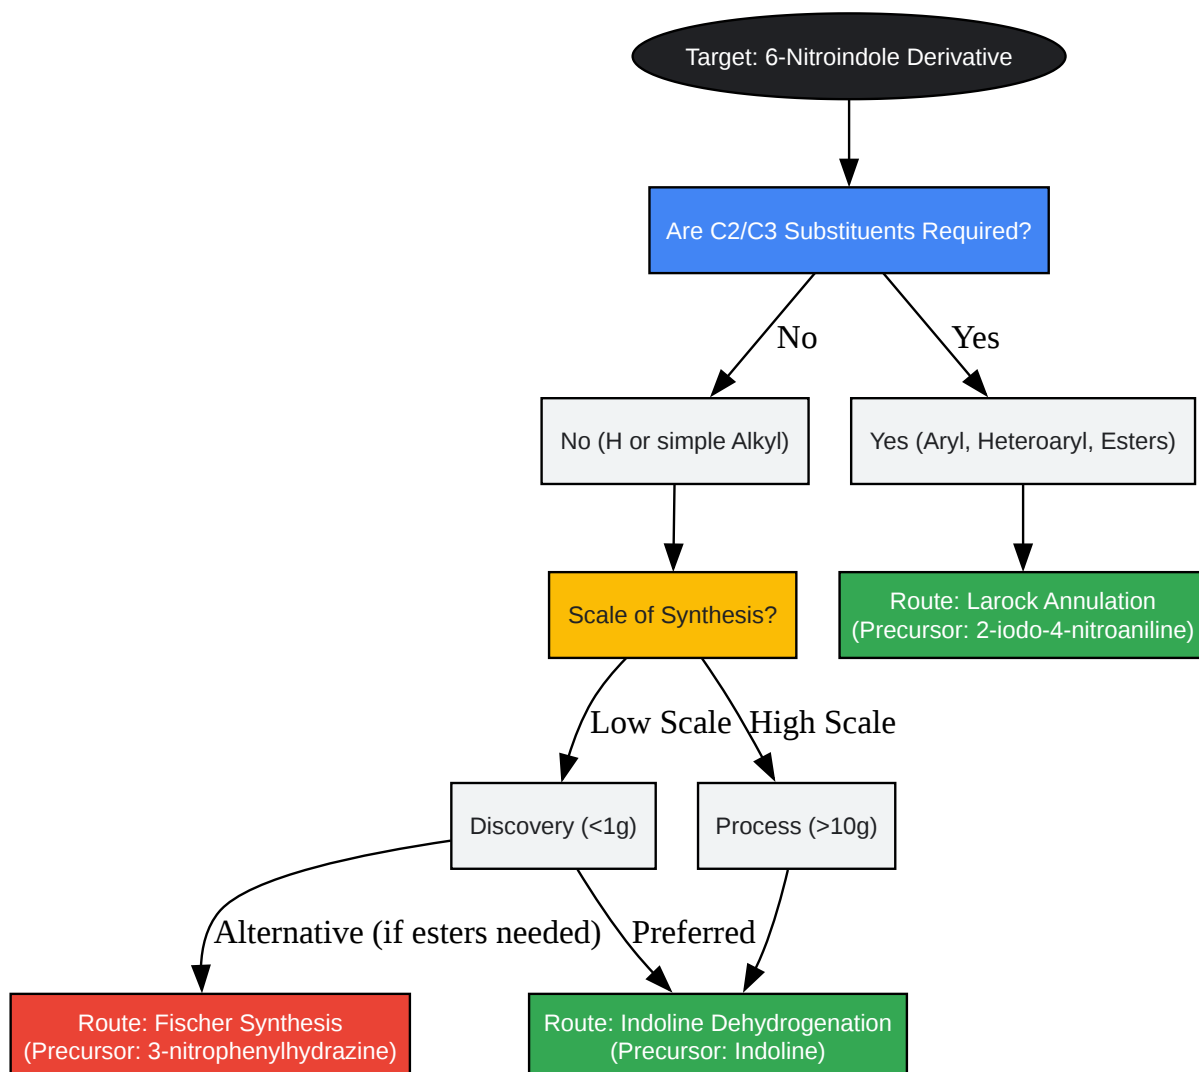 Target: 6-Nitroindole Derivative
Are C2/C3 Substituents Required?
No
Yes
No (H or simple Alkyl)
Yes (Aryl, Heteroaryl, Esters)
Scale of Synthesis?
Route: Larock Annulation
(Precursor: 2-iodo-4-nitroaniline)
Low Scale
High Scale
Discovery (<1g)
Process (>10g)
Alternative (if esters needed)
Preferred
Route: Fischer Synthesis
(Precursor: 3-nitrophenylhydrazine)
Route: Indoline Dehydrogenation
(Precursor: Indoline)